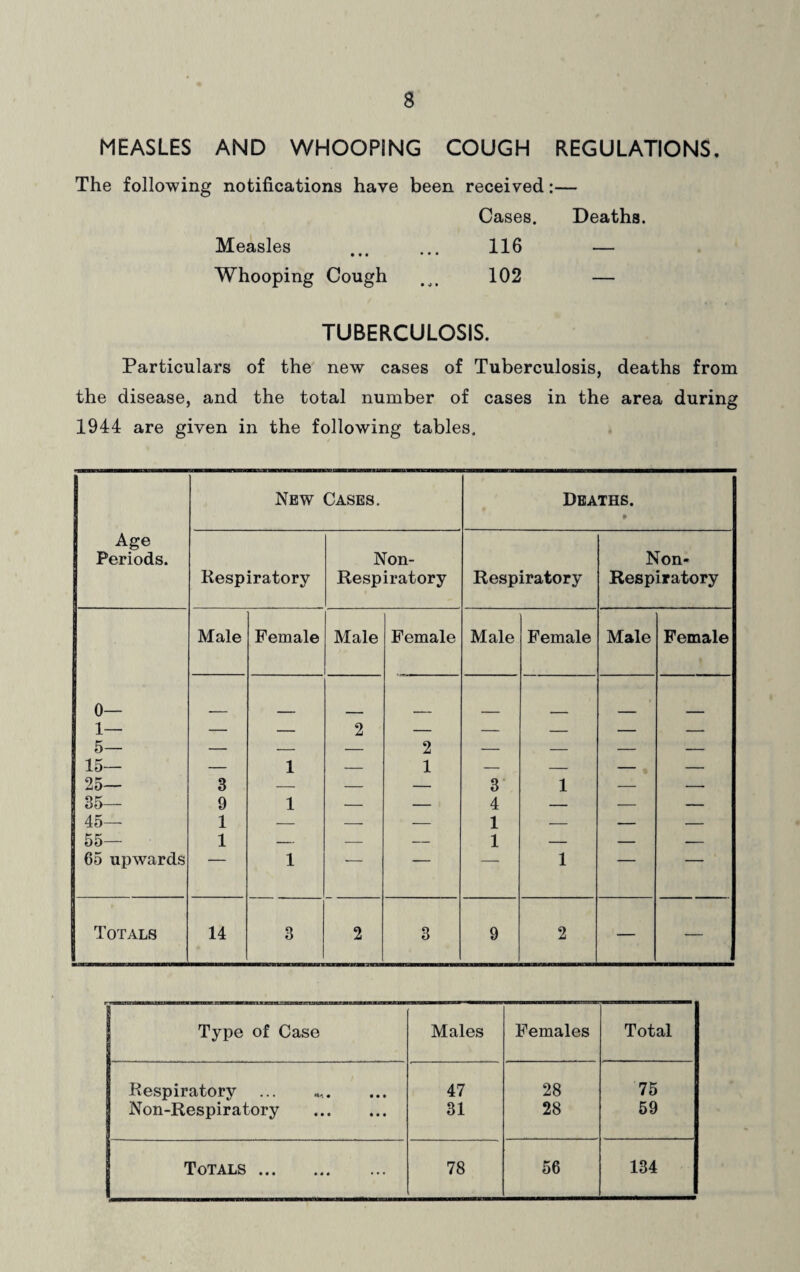 8
MEASLES AND WHOOPING COUGH REGULATIONS.
The following notifications have been received:—
Cases. Deaths.
Measles ... ... 116 —
Whooping Cough ... 102 —
TUBERCULOSIS.
Particulars of the new cases of Tuberculosis, deaths from
the disease, and the total number of cases in the area during
1944 are given in the following tables.
Age Periods. | New Cases. | Deaths.
Respiratory | Non-Respiratory | Respiratory | Non-Respiratory
Male | Female | Male | Female | Male | Female | Male | Female
0— | — | — | — | — | — | — | — | —
1— | — | — | 2 | — | — | — | — | —
5— | — | — | — | 2 | — | — | — | —
15— | — | 1 | — | 1 | — | — | — | —
25— | 3 | — | — | — | 3 | 1 | — | —
35— | 9 | 1 | — | — | 4 | — | — | —
45— | 1 | — | — | — | 1 | — | — | —
55— | 1 | — | — | — | 1 | — | — | —
65 upwards | — | 1 | — | — | — | 1 | — | —
Totals | 14 | 3 | 2 | 3 | 9 | 2 | — | —
Type of Case | Males | Females | Total
Respiratory ... ... ... | 47 | 28 | 75
Non-Respiratory ... ... | 31 | 28 | 59
Totals ... ... ... | 78 | 56 | 134